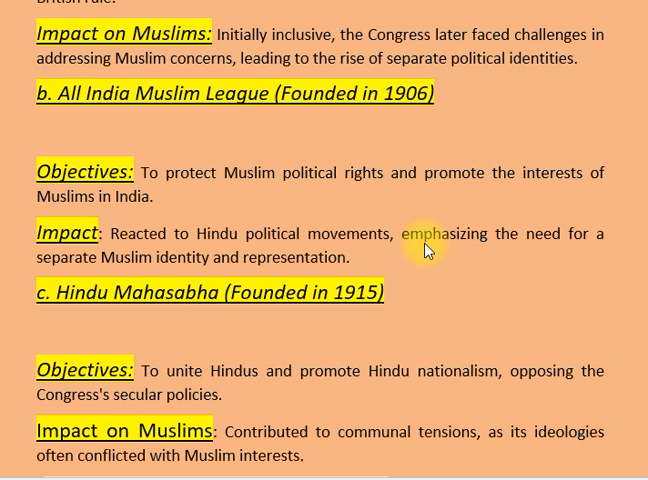 British rule.
Impact on Muslims: Initially inclusive, the Congress later faced challenges in
addressing Muslim concerns, leading to the rise of separate political identities.
b. All India Muslim League (Founded in 1906)
Objectives: To protect Muslim political rights and promote the interests of
Muslims in India.
Impact: Reacted to Hindu political movements, emphasizing the need for a
separate Muslim identity and representation.
c. Hindu Mahasabha (Founded in 1915)
Objectives: To unite Hindus and promote Hindu nationalism, opposing the
Congress's secular policies.
Impact on Muslims: Contributed to communal tensions, as its ideologies
often conflicted with Muslim interests.